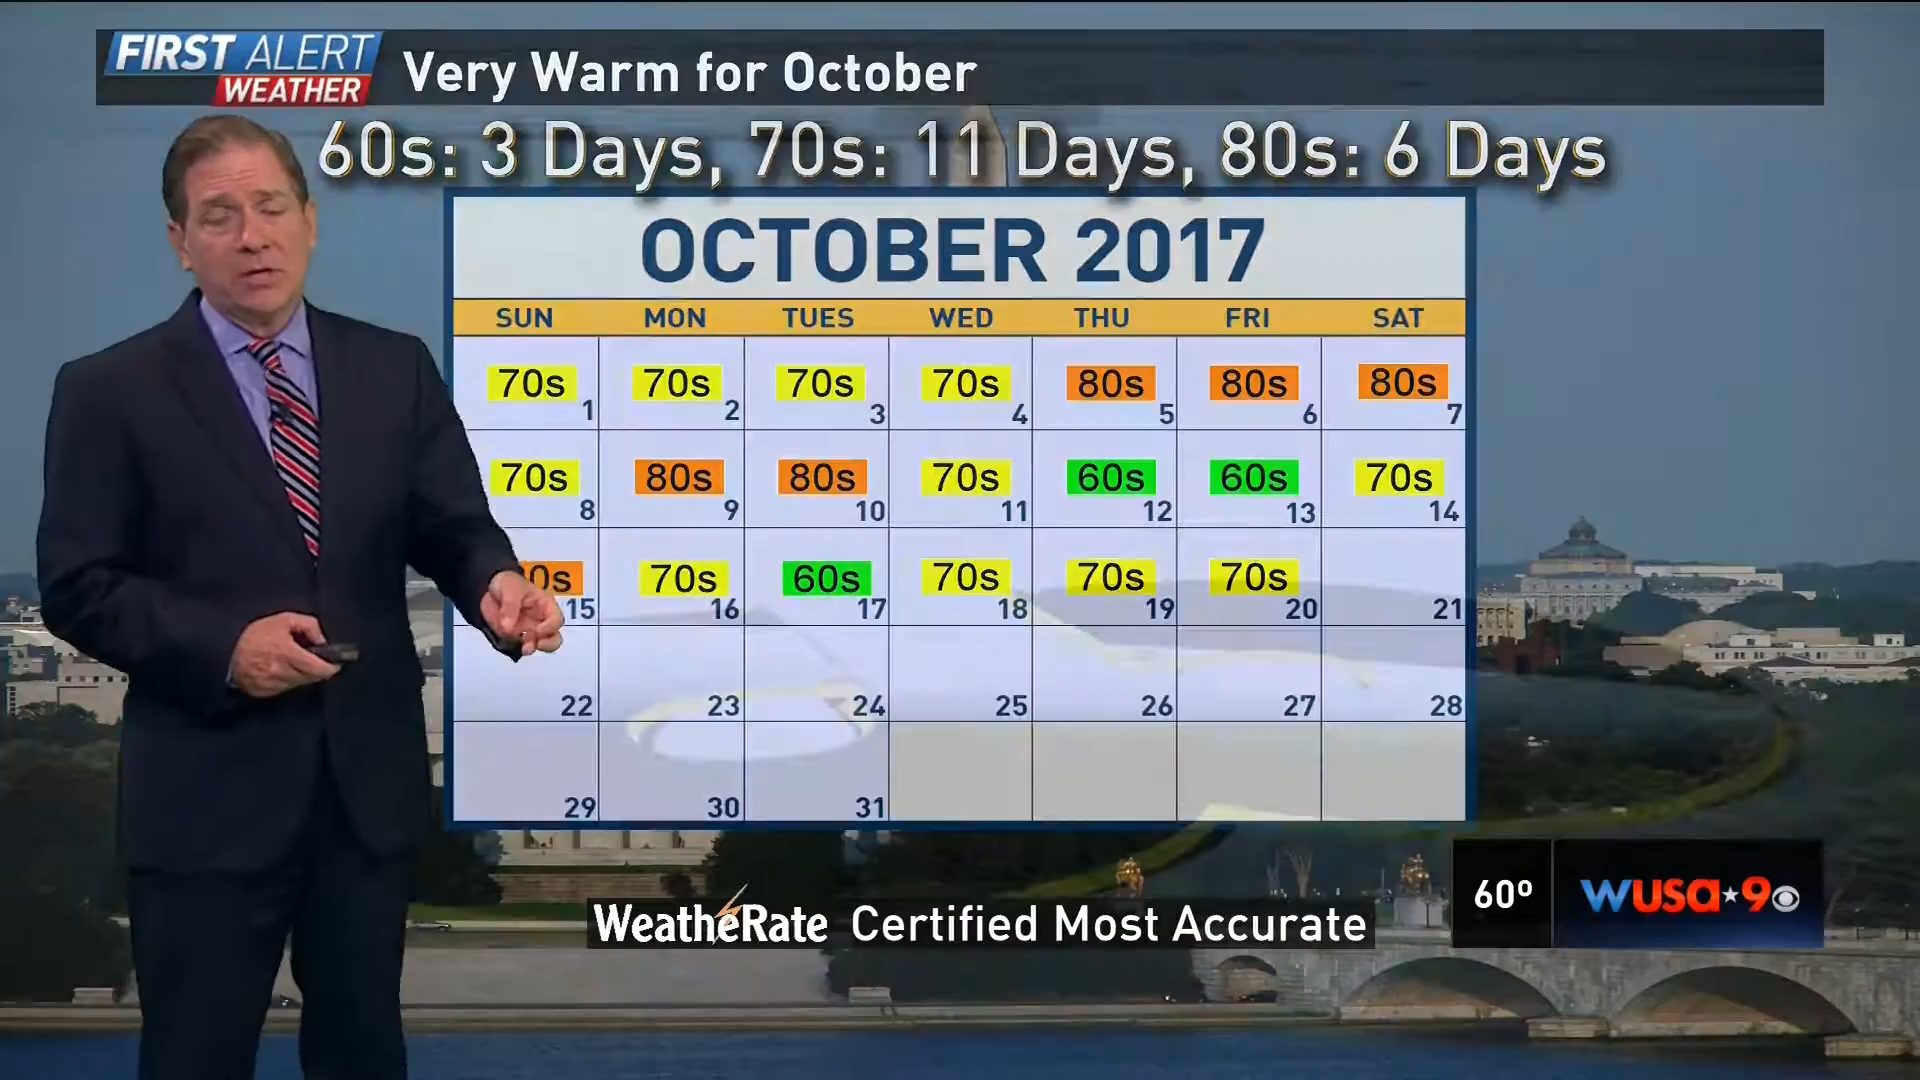 FIRST ALERT
WEATHER
Very Warm for October
60s: 3 Days, 70s: 11 Days, 80s: 6 Days
OCTOBER 2017
SUN MON TUES WED THU FRI SAT
70s 70s 70s 70s 80s 80s 80s
1 2 3 4 5 6 7
70s 80s 80s 70s 60s 60s 70s
8 9 10 11 12 13 14
0s 70s 60s 70s 70s 70s
15 16 17 18 19 20 21
22 23 24 25 26 27 28
29 30 31
WeatheRate Certified Most Accurate
60° WUSA★9